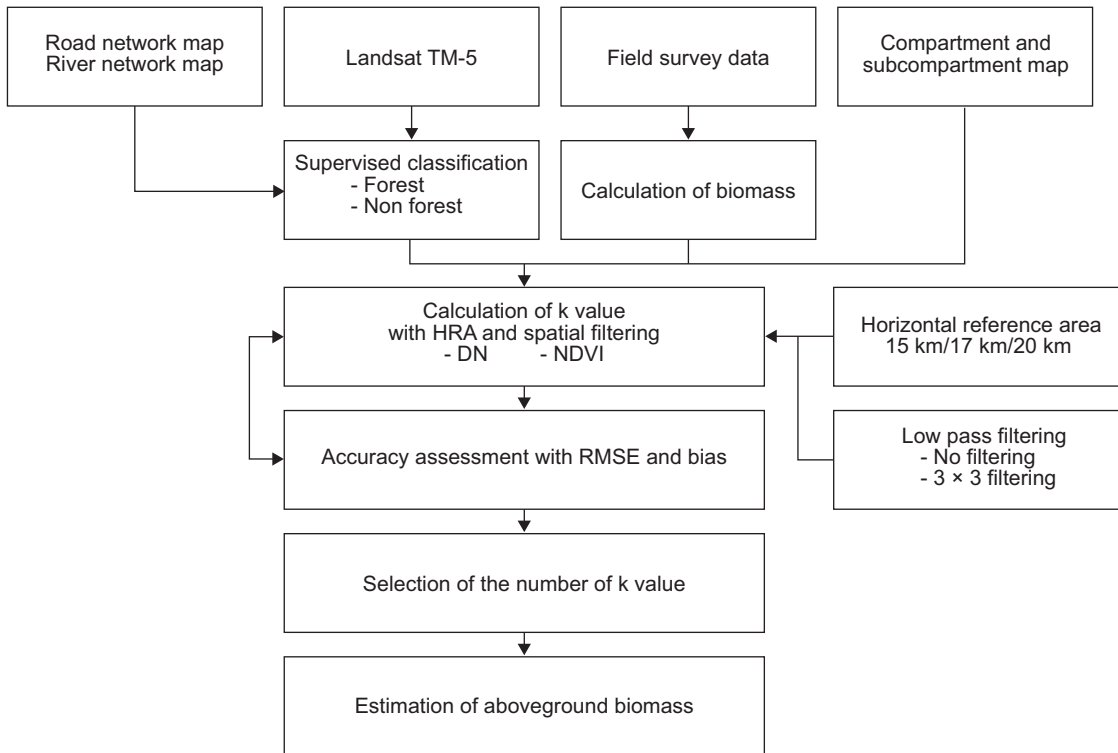 Road network map
River network map
Landsat TM-5
Field survey data
Compartment and
subcompartment map
Supervised classification
- Forest
- Non forest
Calculation of biomass
Calculation of k value
with HRA and spatial filtering
- DN - NDVI
Horizontal reference area
15 km/17 km/20 km
Accuracy assessment with RMSE and bias
Low pass filtering
- No filtering
- 3 × 3 filtering
Selection of the number of k value
Estimation of aboveground biomass